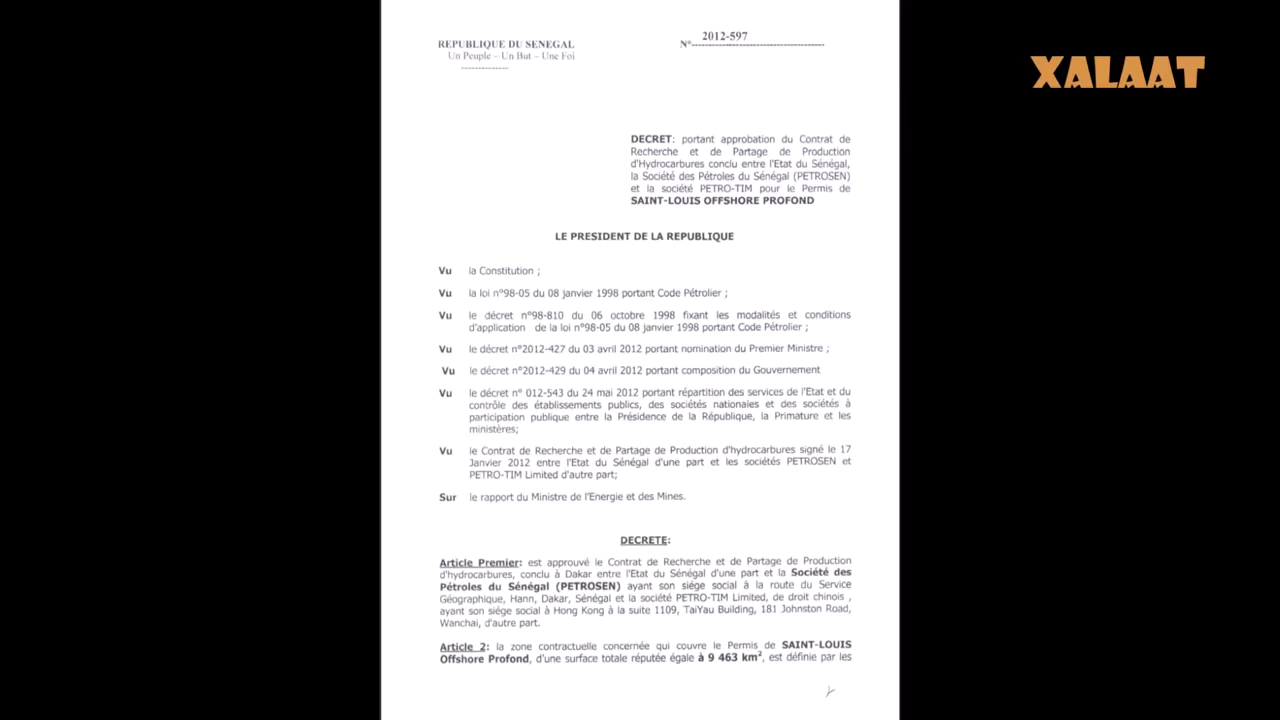 REPUBLIQUE DU SENEGAL
Un Peuple – Un But – Une Foi
-------------
N°2012-597
XALAAT
DECRET: portant approbation du Contrat de
Recherche et de Partage de Production
d'Hydrocarbures conclu entre l'Etat du Sénégal,
la Société des Pétroles du Sénégal (PETROSEN)
et la société PETRO-TIM pour le Permis de
SAINT-LOUIS OFFSHORE PROFOND
LE PRESIDENT DE LA REPUBLIQUE
Vu la Constitution ;
Vu la loi n°98-05 du 08 janvier 1998 portant Code Pétrolier ;
Vu le décret n°98-810 du 06 octobre 1998 fixant les modalités et conditions
d'application de la loi n°98-05 du 08 janvier 1998 portant Code Pétrolier ;
Vu le décret n°2012-427 du 03 avril 2012 portant nomination du Premier Ministre ;
Vu le décret n°2012-429 du 04 avril 2012 portant composition du Gouvernement
Vu le décret n° 012-543 du 24 mai 2012 portant répartition des services de l'Etat et du
contrôle des établissements publics, des sociétés nationales et des sociétés à
participation publique entre la Présidence de la République, la Primature et les
ministères;
Vu le Contrat de Recherche et de Partage de Production d'hydrocarbures signé le 17
Janvier 2012 entre l'Etat du Sénégal d'une part et les sociétés PETROSEN et
PETRO-TIM Limited d'autre part;
Sur le rapport du Ministre de l'Energie et des Mines.
DECRETE:
Article Premier: est approuvé le Contrat de Recherche et de Partage de Production
d'hydrocarbures, conclu à Dakar entre l'Etat du Sénégal d'une part et la Société des
Pétroles du Sénégal (PETROSEN) ayant son siége social à la route du Service
Géographique, Hann, Dakar, Sénégal et la société PETRO-TIM Limited, de droit chinois ,
ayant son siége social à Hong Kong à la suite 1109, TaiYau Building, 181 Johnston Road,
Wanchai, d'autre part.
Article 2: la zone contractuelle concernée qui couvre le Permis de SAINT-LOUIS
Offshore Profond, d'une surface totale réputée égale à 9 463 km², est définie par les